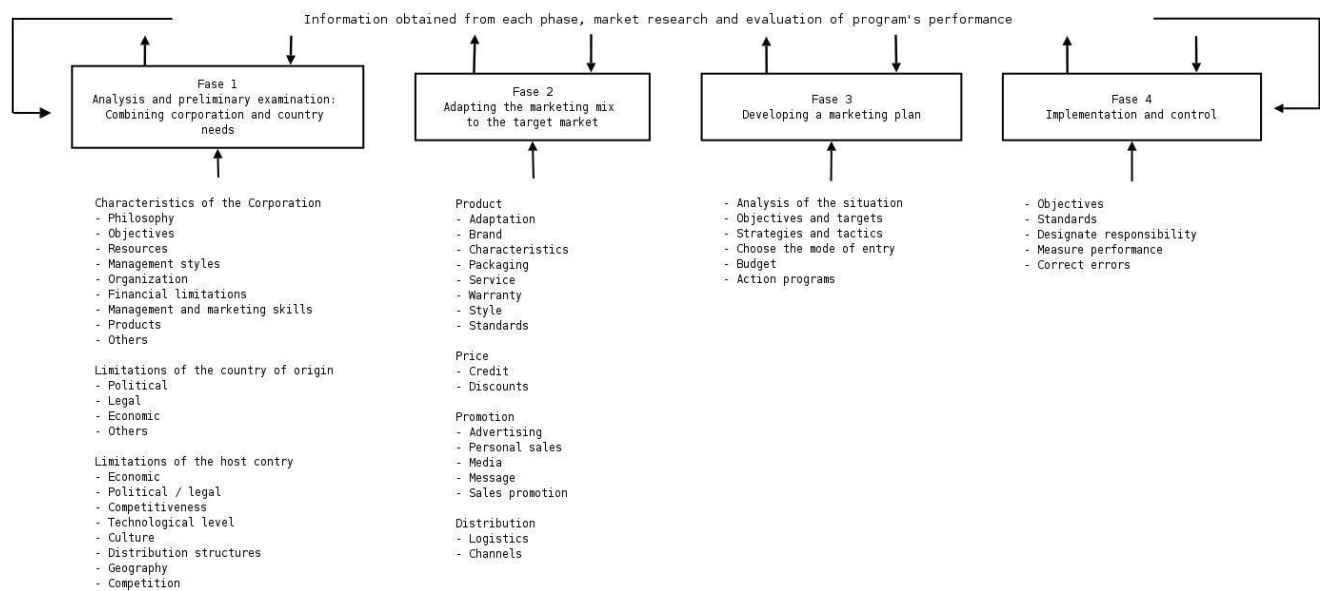 Information obtained from each phase, market research and evaluation of program's performance
Fase 1
Analysis and preliminary examination:
Combining corporation and country
needs
Fase 2
Adapting the marketing mix
to the target market
Fase 3
Developing a marketing plan
Fase 4
Implementation and control
Characteristics of the Corporation
- Philosophy
- Objectives
- Resources
- Management styles
- Organization
- Financial limitations
- Management and marketing skills
- Products
- Others
Limitations of the country of origin
- Political
- Legal
- Economic
- Others
Limitations of the host contry
- Economic
- Political / legal
- Competitiveness
- Technological level
- Culture
- Distribution structures
- Geography
- Competition
Product
- Adaptation
- Brand
- Characteristics
- Packaging
- Service
- Warranty
- Style
- Standards
Price
- Credit
- Discounts
Promotion
- Advertising
- Personal sales
- Media
- Message
- Sales promotion
Distribution
- Logistics
- Channels
- Analysis of the situation
- Objectives and targets
- Strategies and tactics
- Choose the mode of entry
- Budget
- Action programs
- Objectives
- Standards
- Designate responsibility
- Measure performance
- Correct errors